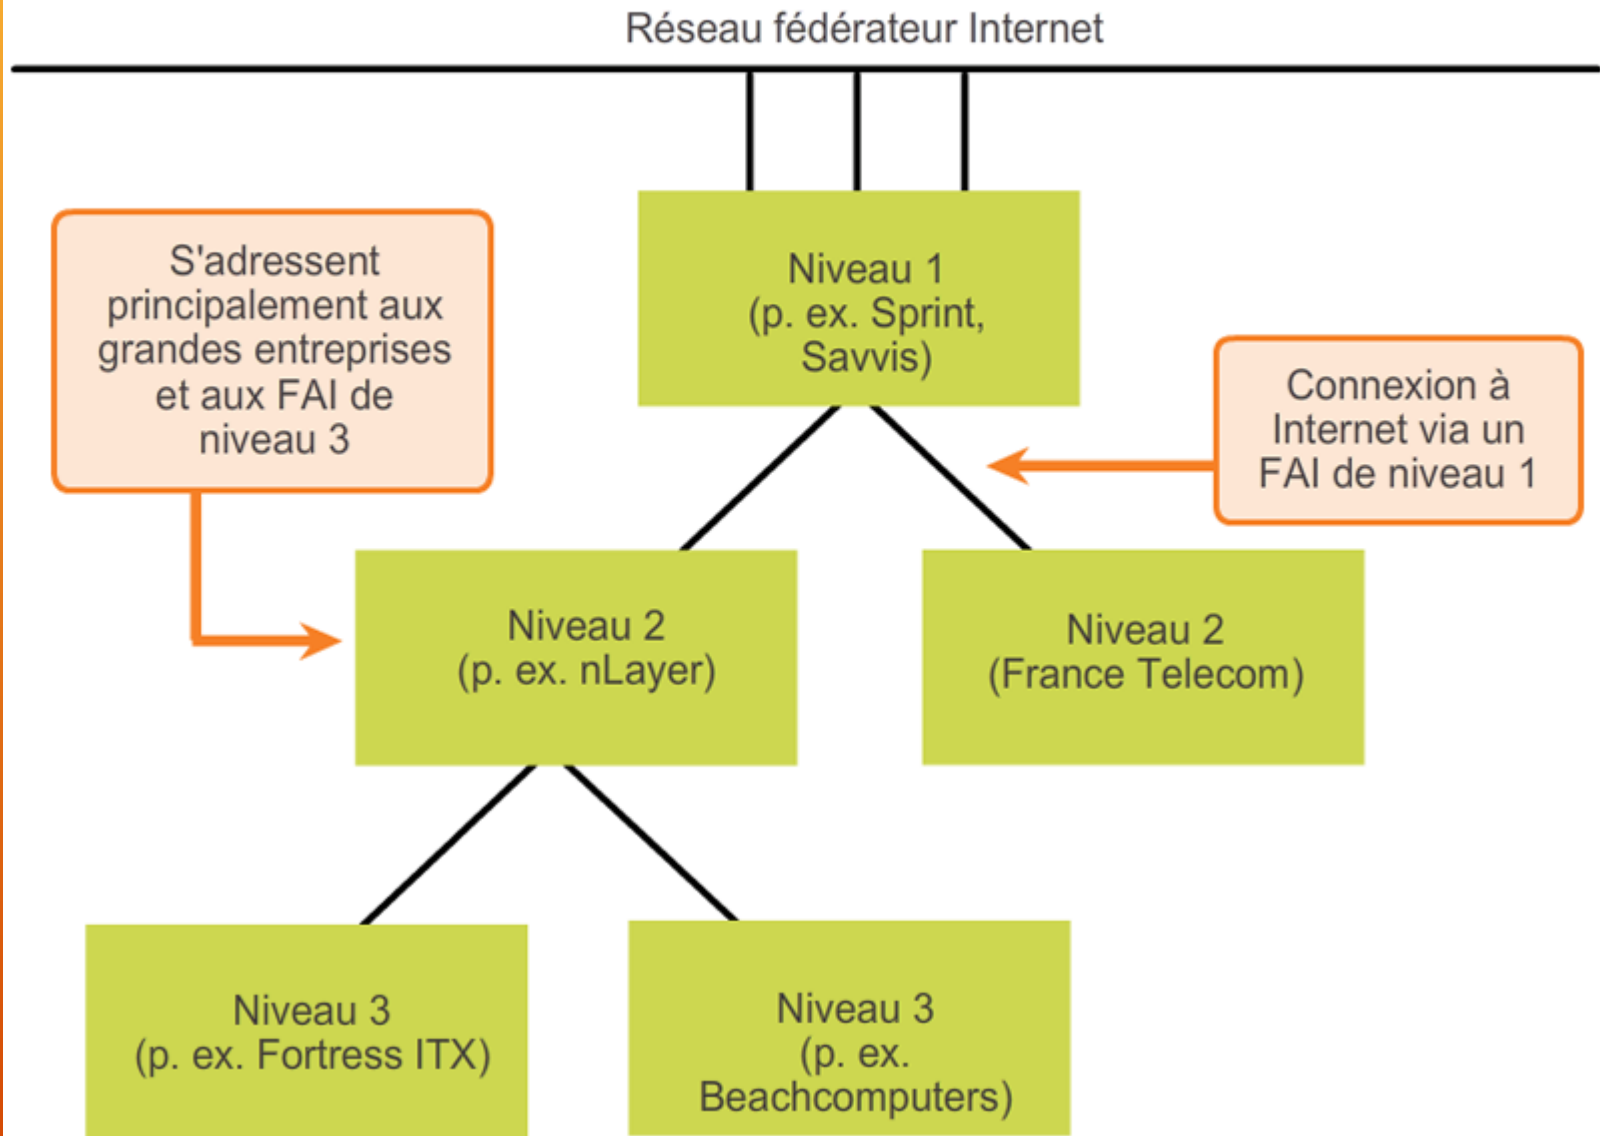 Réseau fédérateur Internet
S'adressent
principalement aux
grandes entreprises
et aux FAI de
niveau 3
Niveau 1
(p. ex. Sprint,
Savvis)
Connexion à
Internet via un
FAI de niveau 1
Niveau 2
(p. ex. nLayer)
Niveau 2
(France Telecom)
Niveau 3
(p. ex. Fortress ITX)
Niveau 3
(p. ex.
Beachcomputers)